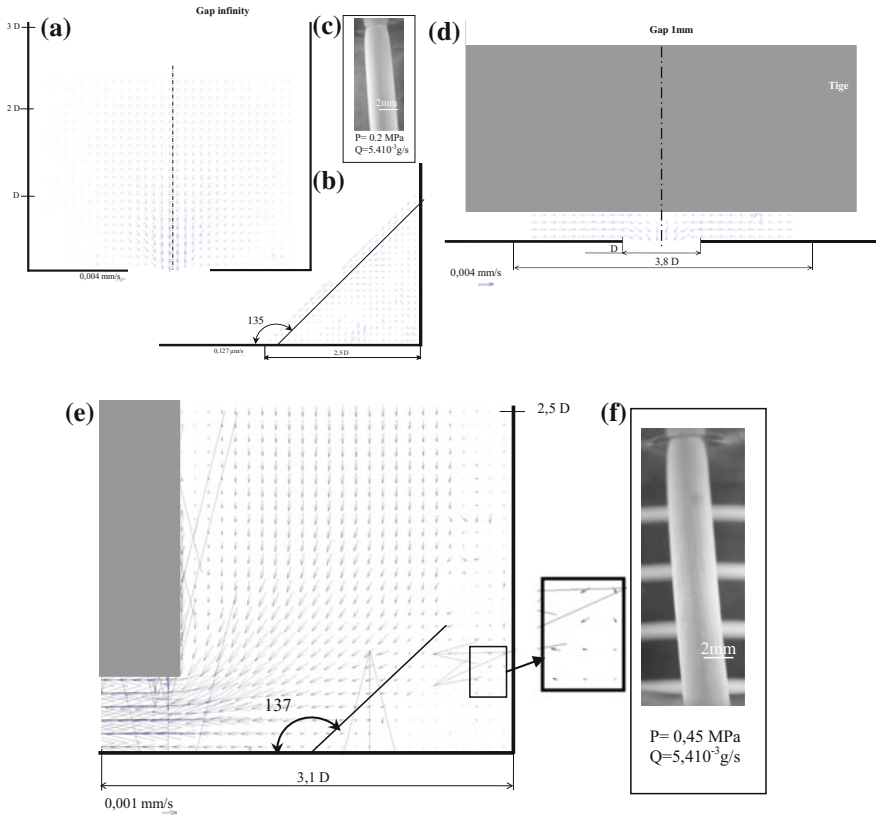 Gap infinity
(a)
3 D
2 D
D
0,004 mm/s
(c)
2mm
P= 0.2 MPa
Q=5.410⁻³g/s
(b)
135
0,127 µm/s
2,5 D
(d)
Gap 1mm
Tige
D
3,8 D
0,004 mm/s
(e)
2,5 D
137
3,1 D
0,001 mm/s
(f)
2mm
P= 0,45 MPa
Q=5,410⁻³g/s